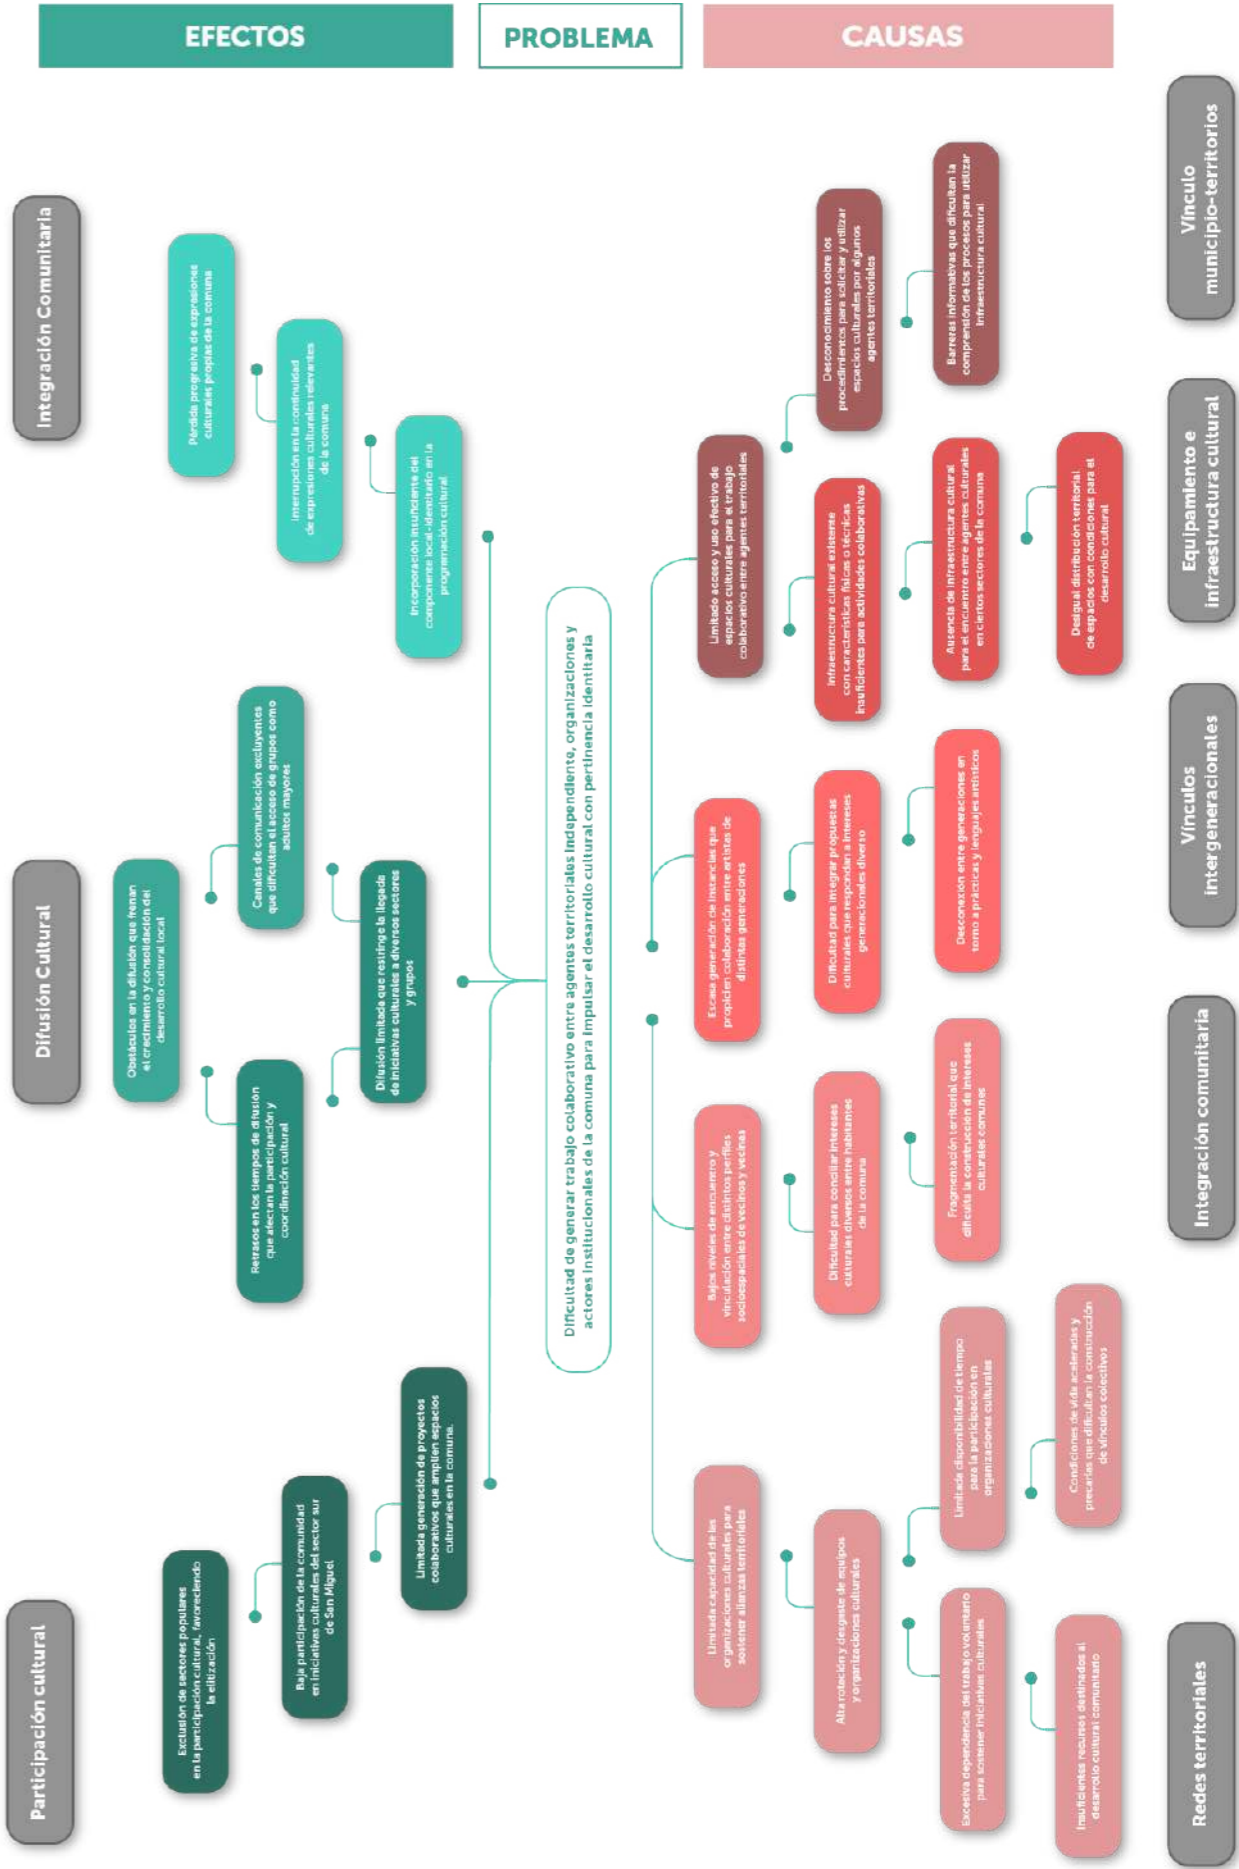 EFECTOS
PROBLEMA
CAUSAS
Participación cultural
Difusión Cultural
Integración Comunitaria
Exclusión de sectores populares
en la participación cultural, favoreciendo
la elitización
Baja participación de la comunidad
en iniciativas culturales del sector sur
de San Miguel
Limitada generación de proyectos
colaborativos que amplíen espacios
culturales en la comuna.
Obstáculos en la difusión que frenan
el crecimiento y consolidación del
desarrollo cultural local
Retrasos en los tiempos de difusión
que afectan la participación y
coordinación cultural
Canales de comunicación excluyentes
que dificultan el acceso de grupos como
adultos mayores
Difusión limitada que restringe la llegada
de iniciativas culturales a diversos sectores
y grupos
Pérdida progresiva de expresiones
culturales propias de la comuna
Interrupción en la continuidad
de expresiones culturales relevantes
de la comuna
Incorporación insuficiente del
componente local-identitario en la
programación cultural
Dificultad de generar trabajo colaborativo entre agentes territoriales independiente, organizaciones y
actores institucionales de la comuna para impulsar el desarrollo cultural con pertinencia identitaria
Limitada capacidad de las
organizaciones culturales para
sostener alianzas territoriales
Alta rotación y desgaste de equipos
y organizaciones culturales
Excesiva dependencia del trabajo voluntario
para sostener iniciativas culturales
Limitada disponibilidad de tiempo
para la participación en
organizaciones culturales
Insuficientes recursos destinados al
desarrollo cultural comunitario
Condiciones de vida aceleradas y
precarias que dificultan la construcción
de vínculos colectivos
Bajos niveles de encuentro y
vinculación entre distintos perfiles
socioespaciales de vecinos y vecinas
Dificultad para conciliar intereses
culturales diversos entre habitantes
de la comuna
Fragmentación territorial que
dificulta la construcción de intereses
culturales comunes
Escasa generación de instancias que
propicien colaboración entre artistas de
distintas generaciones
Dificultad para integrar propuestas
culturales que respondan a intereses
generacionales diverso
Desconexión entre generaciones en
torno a prácticas y lenguajes artísticos
Limitado acceso y uso efectivo de
espacios culturales para el trabajo
colaborativo entre agentes territoriales
Infraestructura cultural existente
con características físicas o técnicas
insuficientes para actividades colaborativas
Ausencia de infraestructura cultural
para el encuentro entre agentes culturales
en ciertos sectores de la comuna
Desigual distribución territorial
de espacios con condiciones para el
desarrollo cultural
Desconocimiento sobre los
procedimientos para solicitar y utilizar
espacios culturales por algunos
agentes territoriales
Barreras informativas que dificultan la
comprensión de los procesos para utilizar
infraestructura cultural
Redes territoriales
Integración comunitaria
Vínculos
intergeneracionales
Equipamiento e
infraestructura cultural
Vínculo
municipio-territorios